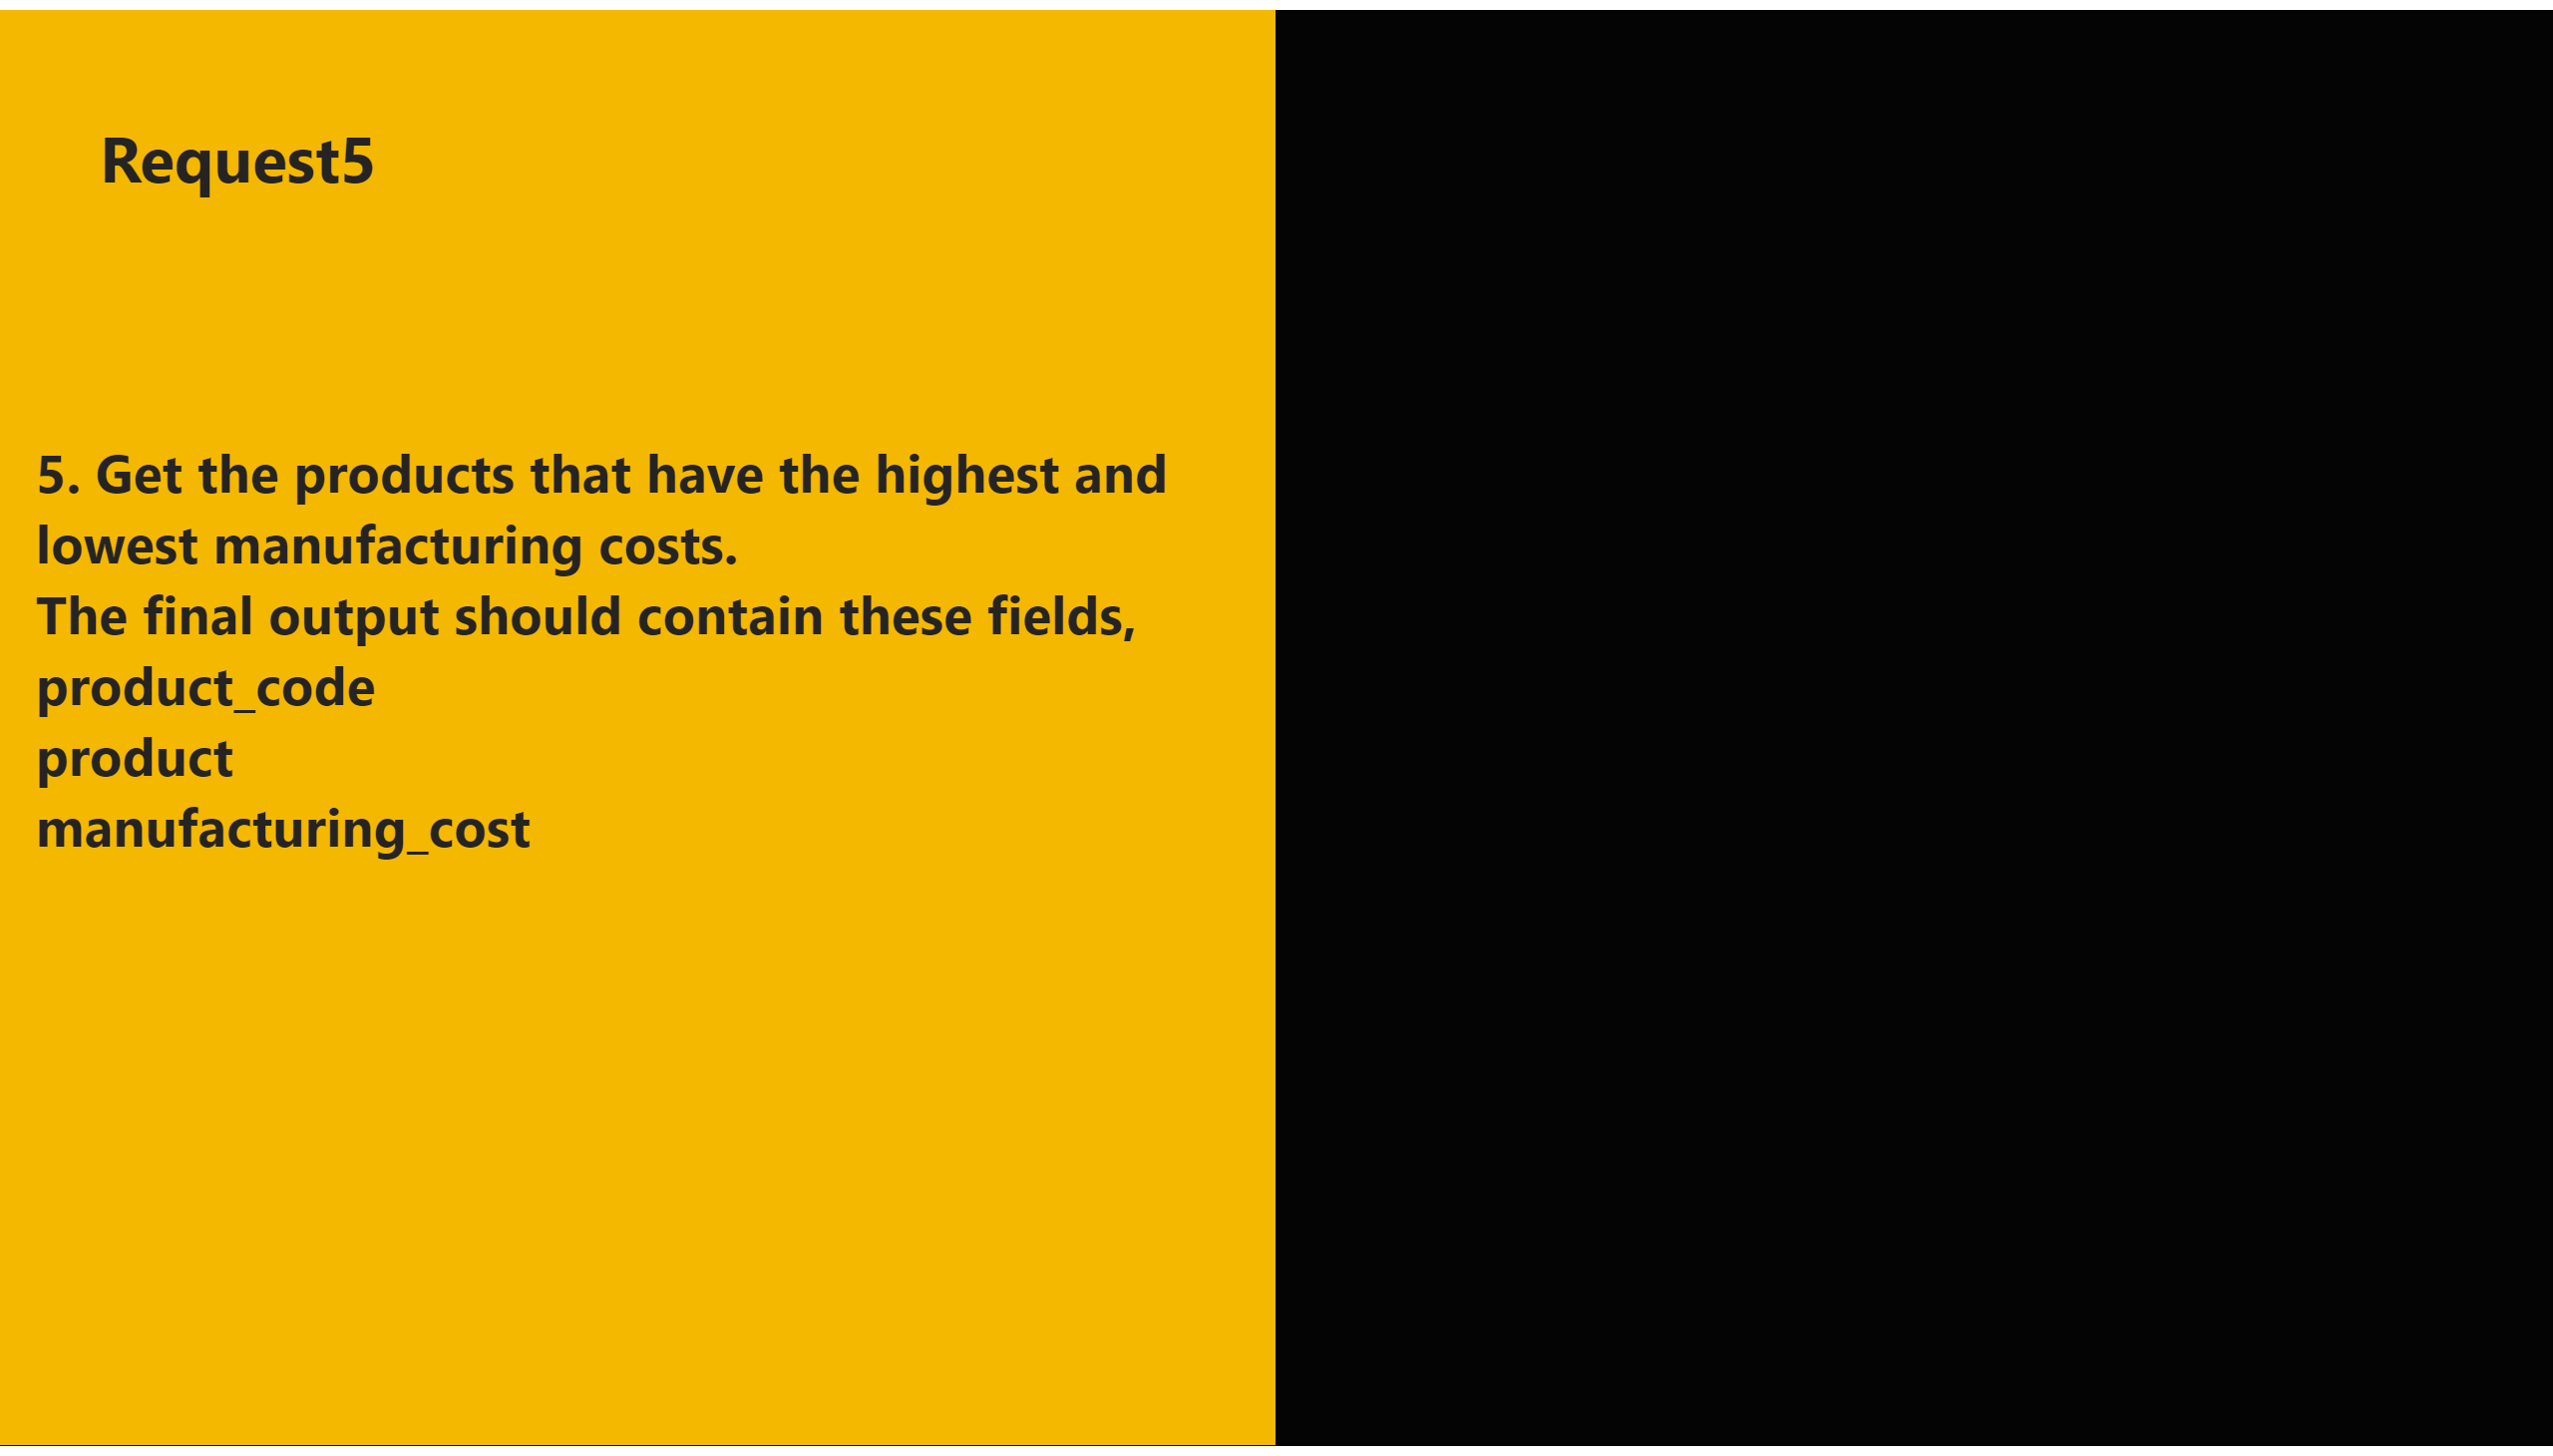 Request5
5. Get the products that have the highest and
lowest manufacturing costs.
The final output should contain these fields,
product_code
product
manufacturing_cost